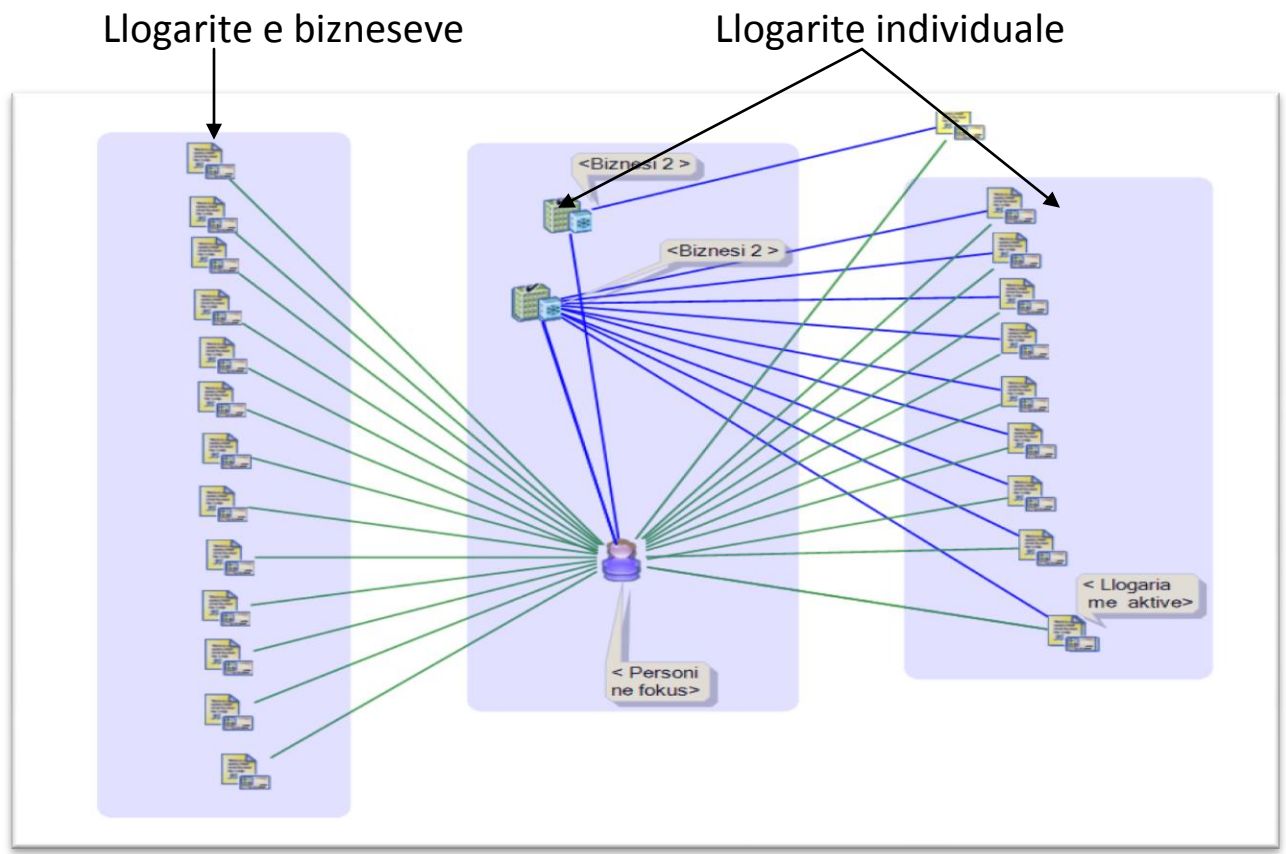 Llogarite e bizneseve
Llogarite individuale
<Biznesi 2 >
<Biznesi 2 >
< Llogaria
me aktive>
< Personi
ne fokus>